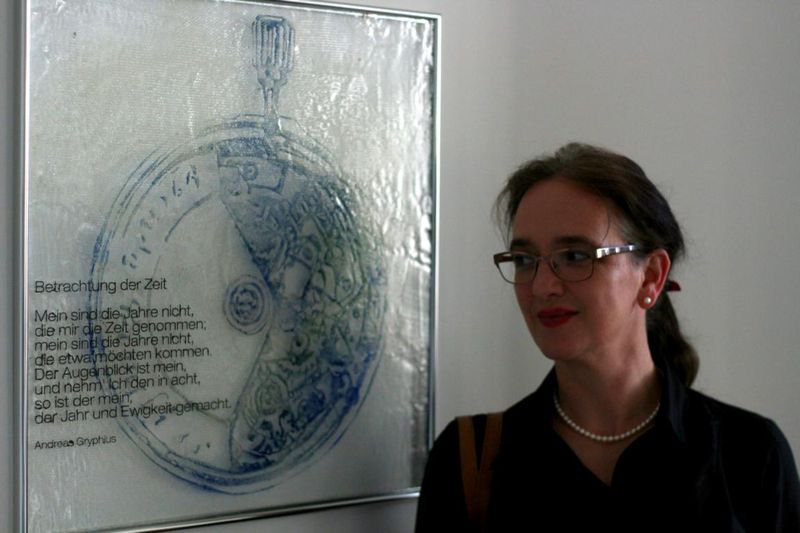 Betrachtung der Zeit
Mein sind die Jahre nicht,
die mir die Zeit genommen;
mein sind die Jahre nicht,
die etwa möchten kommen.
Der Augenblick ist mein,
und nehm' ich den in acht,
so ist der mein,
der Jahr und Ewigkeit gemacht.
Andreas Gryphius